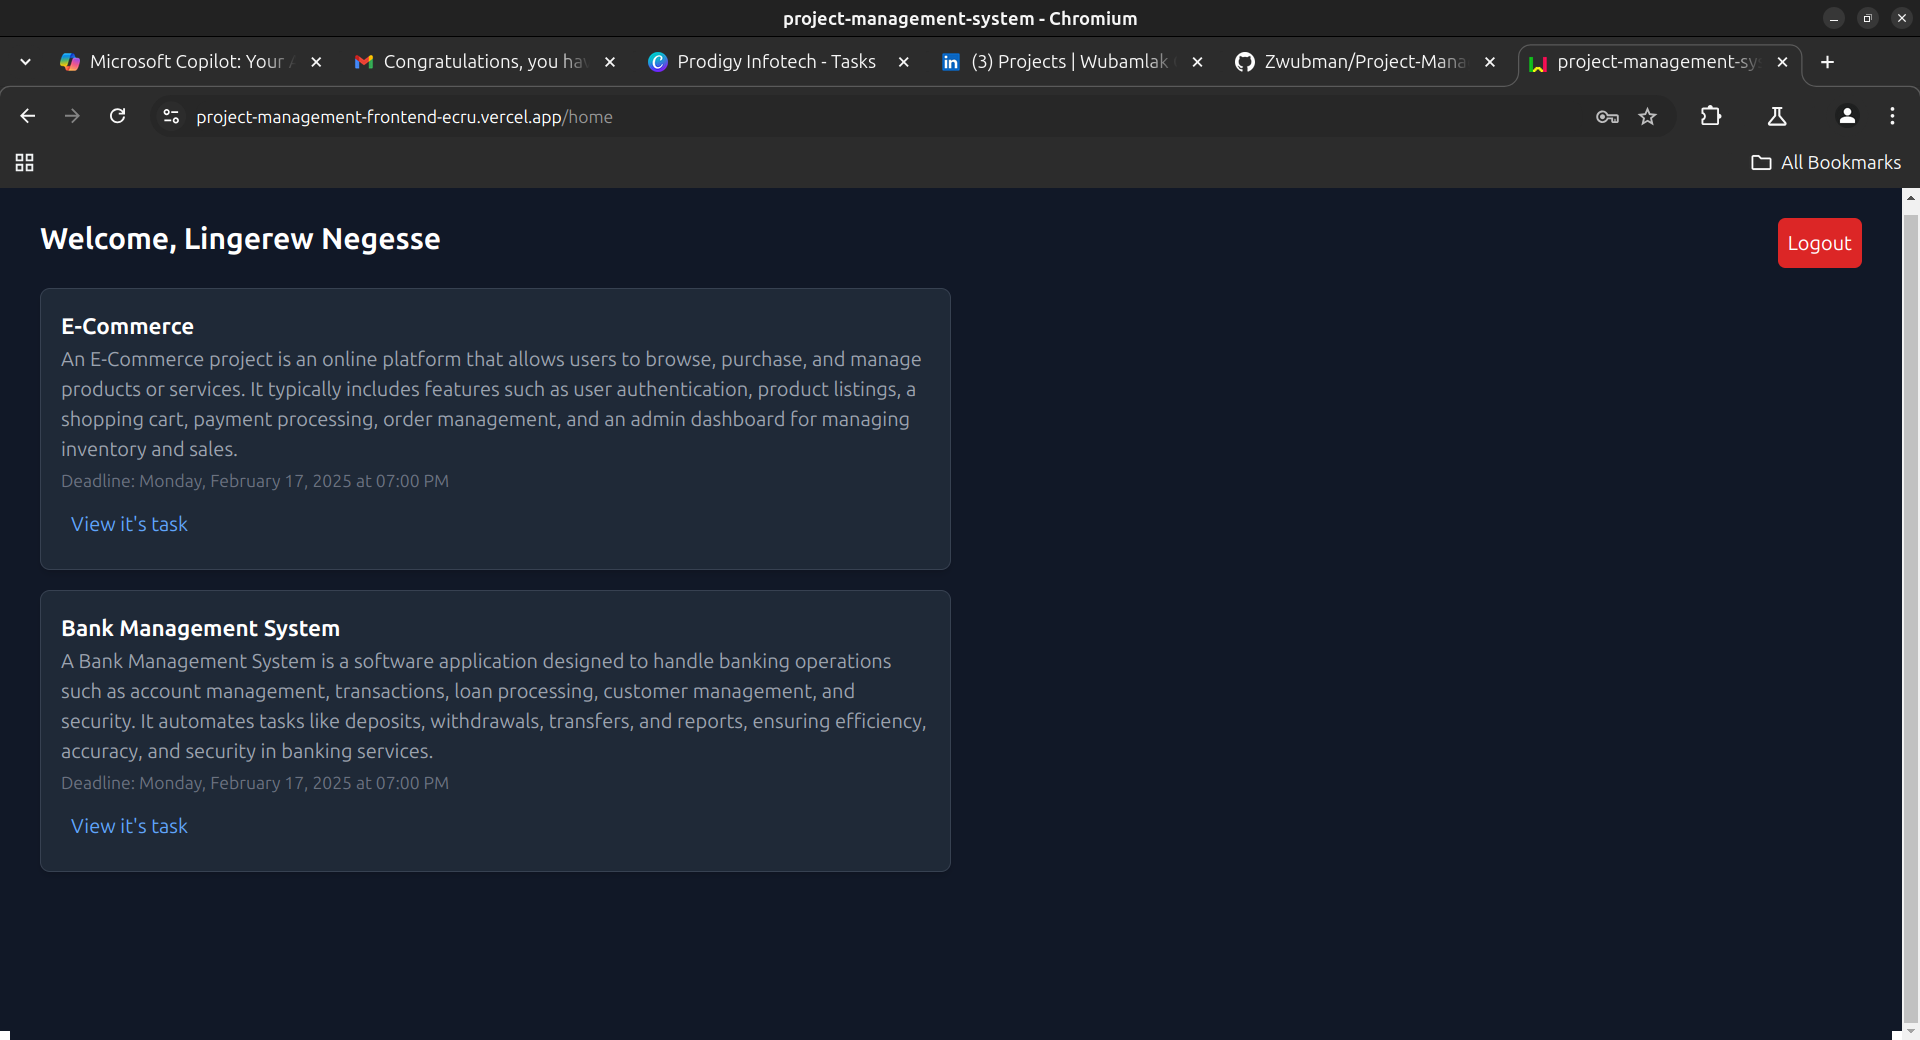 project-management-system - Chromium
Microsoft Copilot: Your A
Congratulations, you hav
Prodigy Infotech - Tasks
(3) Projects | Wubamlak
Zwubman/Project-Mana
project-management-sy
project-management-frontend-ecru.vercel.app/home
All Bookmarks
Welcome, Lingerew Negesse
Logout
E-Commerce
An E-Commerce project is an online platform that allows users to browse, purchase, and manage
products or services. It typically includes features such as user authentication, product listings, a
shopping cart, payment processing, order management, and an admin dashboard for managing
inventory and sales.
Deadline: Monday, February 17, 2025 at 07:00 PM
View it's task
Bank Management System
A Bank Management System is a software application designed to handle banking operations
such as account management, transactions, loan processing, customer management, and
security. It automates tasks like deposits, withdrawals, transfers, and reports, ensuring efficiency,
accuracy, and security in banking services.
Deadline: Monday, February 17, 2025 at 07:00 PM
View it's task